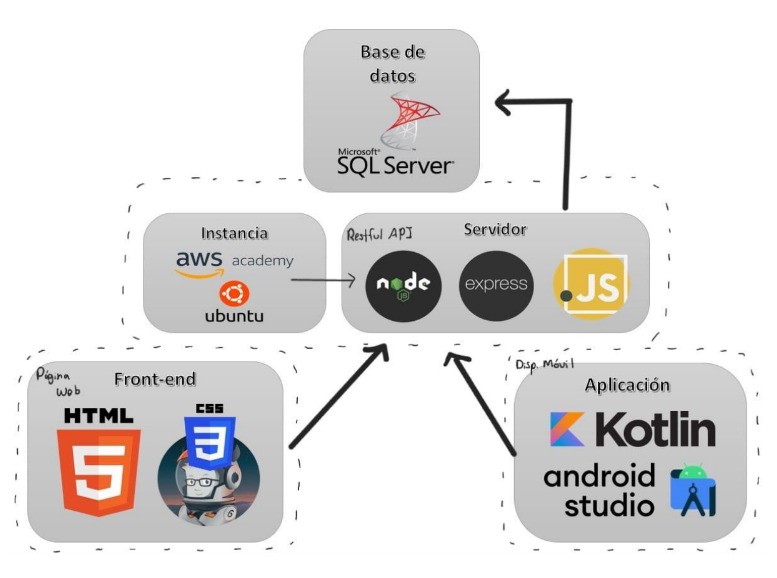 Base de
datos
Microsoft®
SQL Server®
Instancia
aws academy
ubuntu
Restful API
Servidor
node
JS
express
JS
Página
Web
Front-end
HTML
5
CSS
3
6
Disp. Móvil
Aplicación
Kotlin
android
studio